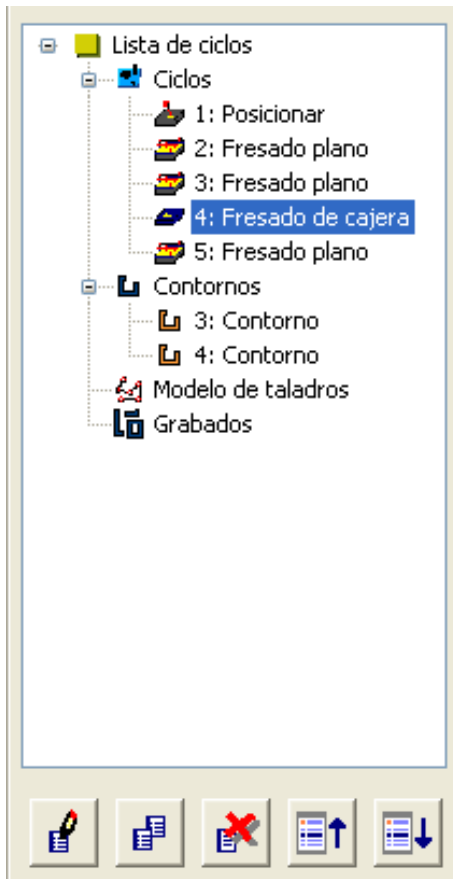 Lista de ciclos
Ciclos
1: Posicionar
2: Fresado plano
3: Fresado plano
4: Fresado de cajera
5: Fresado plano
Contornos
3: Contorno
4: Contorno
Modelo de taladros
Grabados